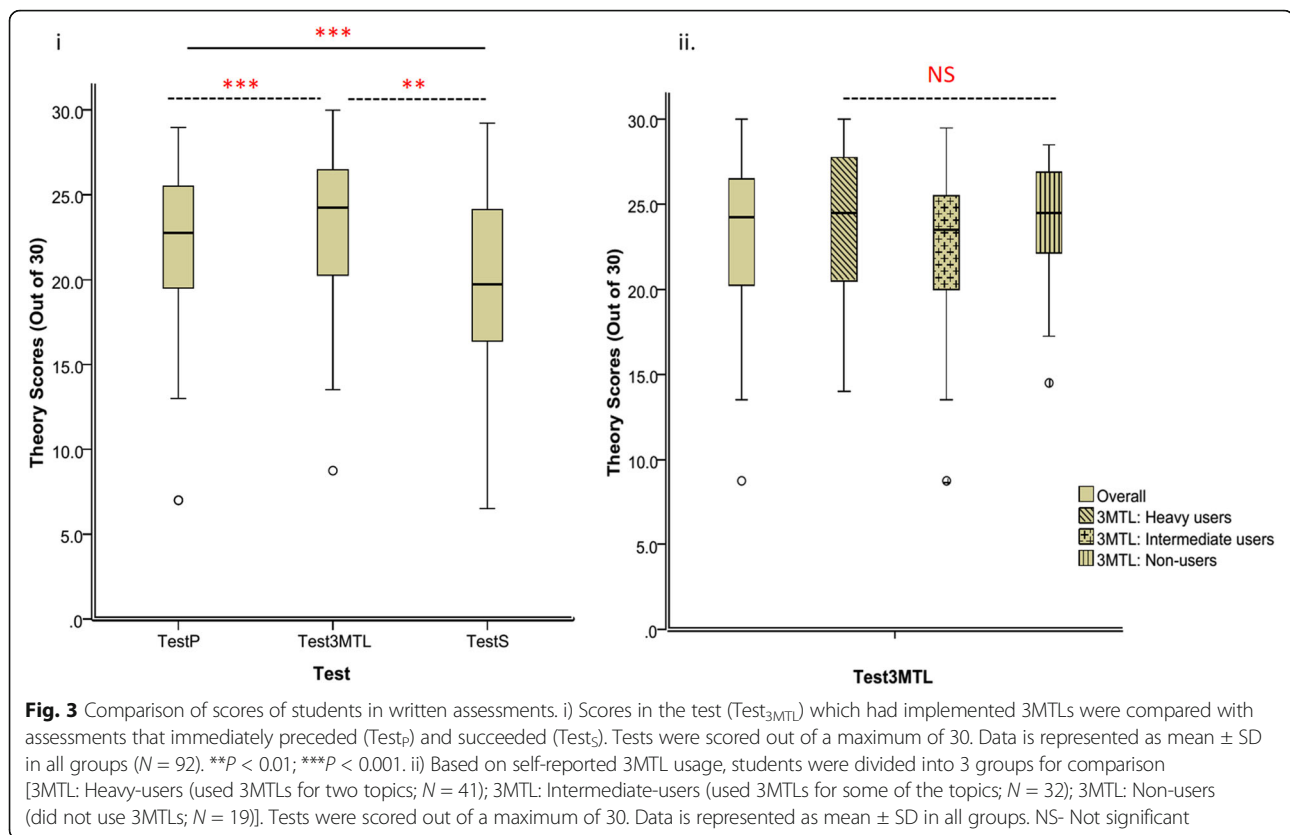 i
ii.
***
NS
***
**
30.0
25.0
20.0
15.0
10.0
5.0
.0
Theory Scores (Out of 30)
TestP
Test3MTL
TestS
Test
30.0
25.0
20.0
15.0
10.0
5.0
.0
Theory Scores (Out of 30)
Overall
3MTL: Heavy users
3MTL: Intermediate users
3MTL: Non-users
Test3MTL
Fig. 3 Comparison of scores of students in written assessments. i) Scores in the test (Test3MTL) which had implemented 3MTLs were compared with
assessments that immediately preceded (TestP) and succeeded (TestS). Tests were scored out of a maximum of 30. Data is represented as mean ± SD
in all groups (N = 92). **P < 0.01; ***P < 0.001. ii) Based on self-reported 3MTL usage, students were divided into 3 groups for comparison
[3MTL: Heavy-users (used 3MTLs for two topics; N = 41); 3MTL: Intermediate-users (used 3MTLs for some of the topics; N = 32); 3MTL: Non-users
(did not use 3MTLs; N = 19)]. Tests were scored out of a maximum of 30. Data is represented as mean ± SD in all groups. NS- Not significant